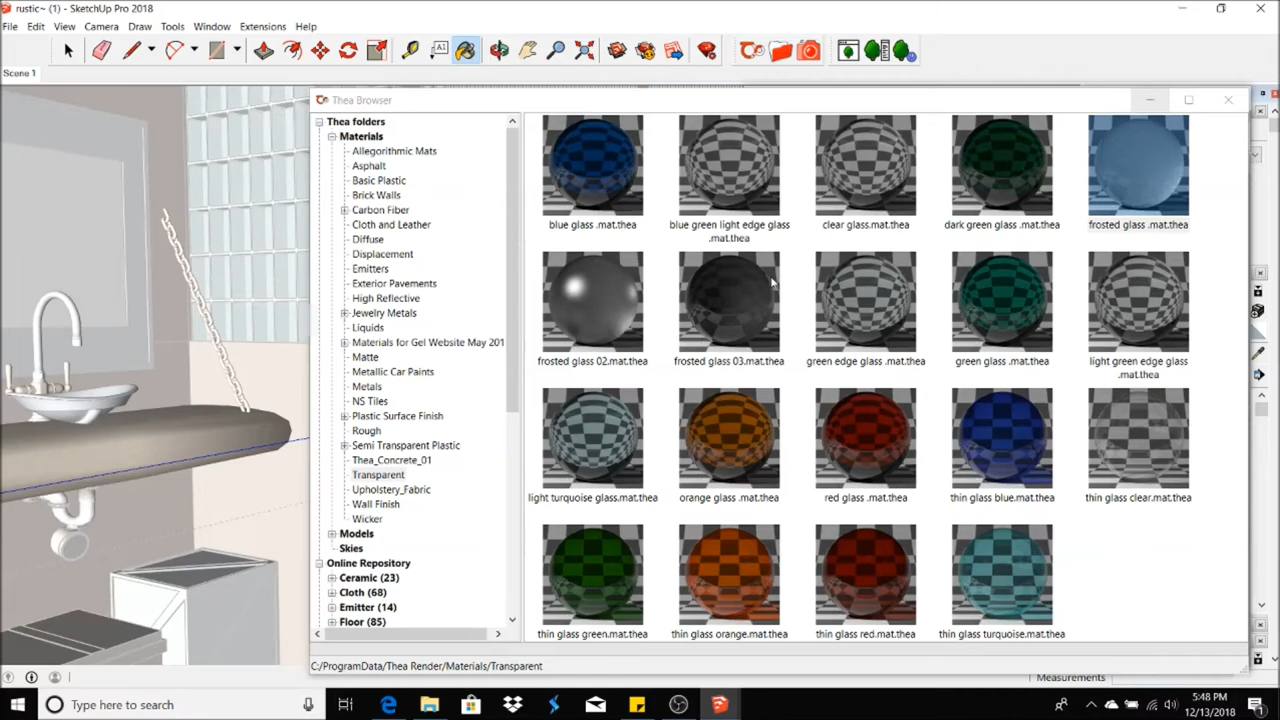 rustic~ (1) - SketchUp Pro 2018
File Edit View Camera Draw Tools Window Extensions Help
Scene 1
Thea Browser
Thea folders
Materials
Allegorithmic Mats
Asphalt
Basic Plastic
Brick Walls
Carbon Fiber
Cloth and Leather
Diffuse
Displacement
Emitters
Exterior Pavements
High Reflective
Jewelry Metals
Liquids
Materials for Gel Website May 201
Matte
Metallic Car Paints
Metals
NS Tiles
Plastic Surface Finish
Rough
Semi Transparent Plastic
Thea_Concrete_01
Transparent
Upholstery_Fabric
Wall Finish
Wicker
Models
Skies
Online Repository
Ceramic (23)
Cloth (68)
Emitter (14)
Floor (85)
blue glass .mat.thea
blue green light edge glass
.mat.thea
clear glass.mat.thea
dark green glass .mat.thea
frosted glass .mat.thea
frosted glass 02.mat.thea
frosted glass 03.mat.thea
green edge glass .mat.thea
green glass .mat.thea
light green edge glass
.mat.thea
light turquoise glass.mat.thea
orange glass .mat.thea
red glass .mat.thea
thin glass blue.mat.thea
thin glass clear.mat.thea
thin glass green.mat.thea
thin glass orange.mat.thea
thin glass red.mat.thea
thin glass turquoise.mat.thea
C:/ProgramData/Thea Render/Materials/Transparent
Measurements
Type here to search
5:48 PM
12/13/2018